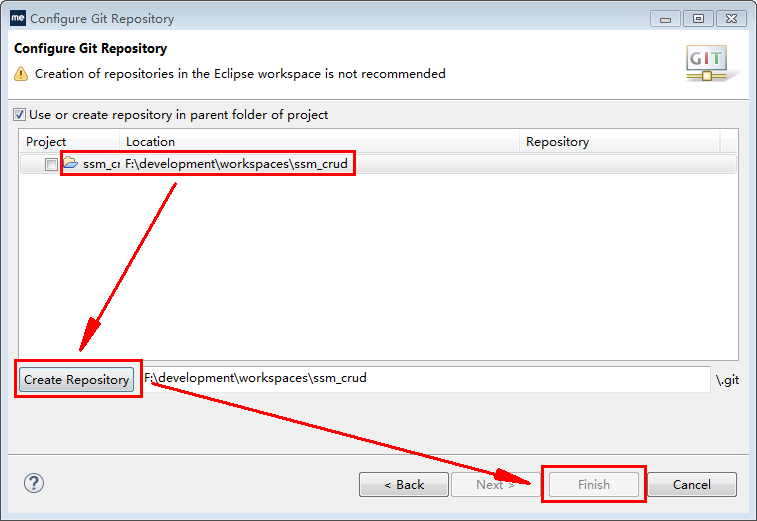 me Configure Git Repository
Configure Git Repository
Creation of repositories in the Eclipse workspace is not recommended
GIT
Use or create repository in parent folder of project
Project Location Repository
ssm_cr F:\development\workspaces\ssm_crud
Create Repository F:\development\workspaces\ssm_crud \.git
? < Back Next > Finish Cancel